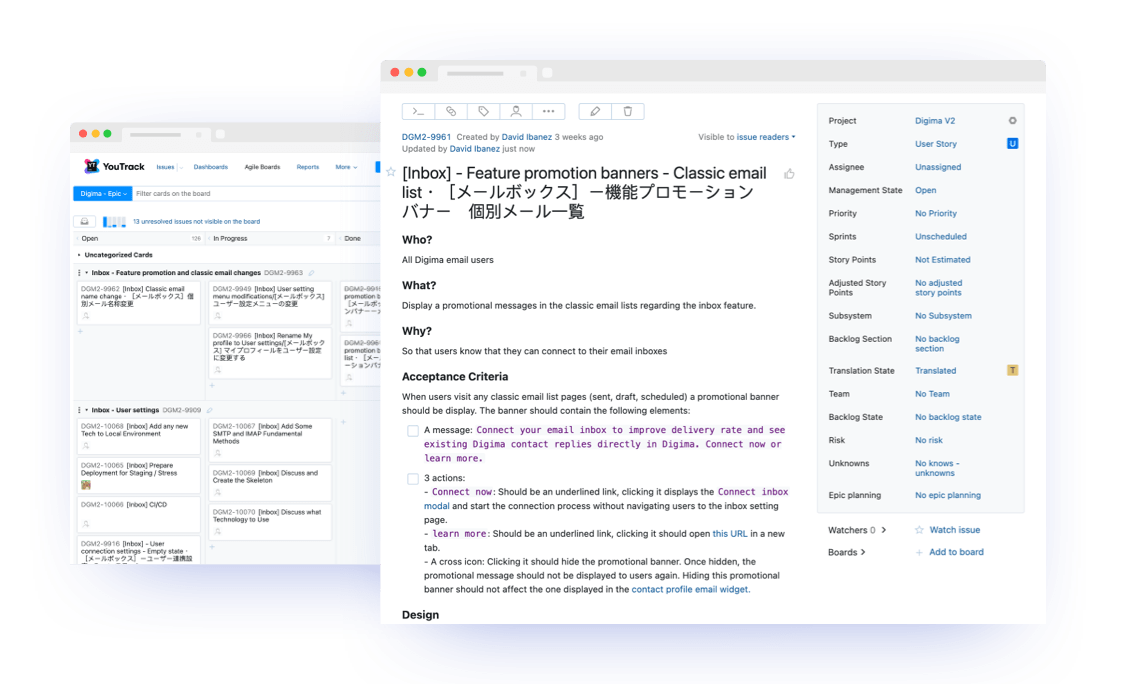 YouTrack Issues Dashboards Agile Boards Reports More
Digima - Epic Filter cards on the board
13 unresolved issues not visible on the board
Open 126 In Progress 7 Done
Uncategorized Cards
Inbox - Feature promotion and classic email changes DGM2-9963
DGM2-9962 [Inbox] Classic email
name change・［メールボックス］個
別メール名称変更
DGM2-9949 [Inbox] User setting
menu modifications/[メールボックス]
ユーザー設定メニューの変更
DGM2-9966 [Inbox] Rename My
profile to User settings/[メールボック
ス] マイプロフィールをユーザー設定
に変更する
promotion b
promotion b
list・［メー
ーションバナ
Inbox - User settings DGM2-9909
DGM2-10068 [Inbox] Add any new
Tech to Local Environment
DGM2-10065 [Inbox] Prepare
Deployment for Staging / Stress
DGM2-10066 [Inbox] CI/CD
DGM2-9916 [Inbox] - User
connection settings - Empty state・
［メールボックス］ーユーザー連携設
DGM2-10067 [Inbox] Add Some
SMTP and IMAP Fundamental
Methods
DGM2-10069 [Inbox] Discuss and
Create the Skeleton
DGM2-10070 [Inbox] Discuss what
Technology to Use
DGM2-9961 Created by David Ibanez 3 weeks ago
Updated by David Ibanez just now
Visible to issue readers
[Inbox] - Feature promotion banners - Classic email
list・［メールボックス］ー機能プロモーション
バナー　個別メール一覧
Who?
All Digima email users
What?
Display a promotional messages in the classic email lists regarding the inbox feature.
Why?
So that users know that they can connect to their email inboxes
Acceptance Criteria
When users visit any classic email list pages (sent, draft, scheduled) a promotional banner
should be display. The banner should contain the following elements:
A message: Connect your email inbox to improve delivery rate and see
existing Digima contact replies directly in Digima. Connect now or
learn more.
3 actions:
- Connect now: Should be an underlined link, clicking it displays the Connect inbox
modal and start the connection process without navigating users to the inbox setting
page.
- learn more: Should be an underlined link, clicking it should open this URL in a new
tab.
- A cross icon: Clicking it should hide the promotional banner. Once hidden, the
promotional message should not be displayed to users again. Hiding this promotional
banner should not affect the one displayed in the contact profile email widget.
Design
Project Digima V2
Type User Story U
Assignee Unassigned
Management State Open
Priority No Priority
Sprints Unscheduled
Story Points Not Estimated
Adjusted Story No adjusted
Points story points
Subsystem No Subsystem
Backlog Section No backlog
section
Translation State Translated T
Team No Team
Backlog State No backlog state
Risk No risk
Unknowns No knows -
unknowns
Epic planning No epic planning
Watchers 0 Watch issue
Boards Add to board